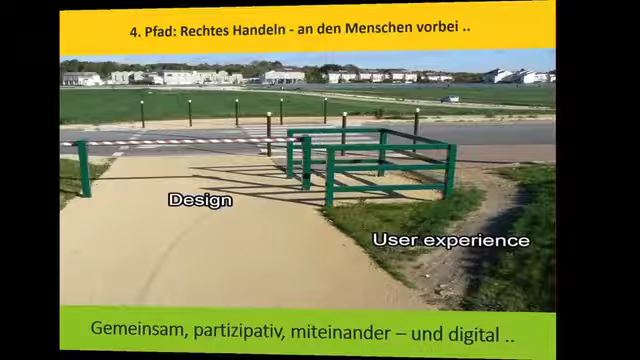 4. Pfad: Rechtes Handeln - an den Menschen vorbei ..
Design
User experience
Gemeinsam, partizipativ, miteinander – und digital ..